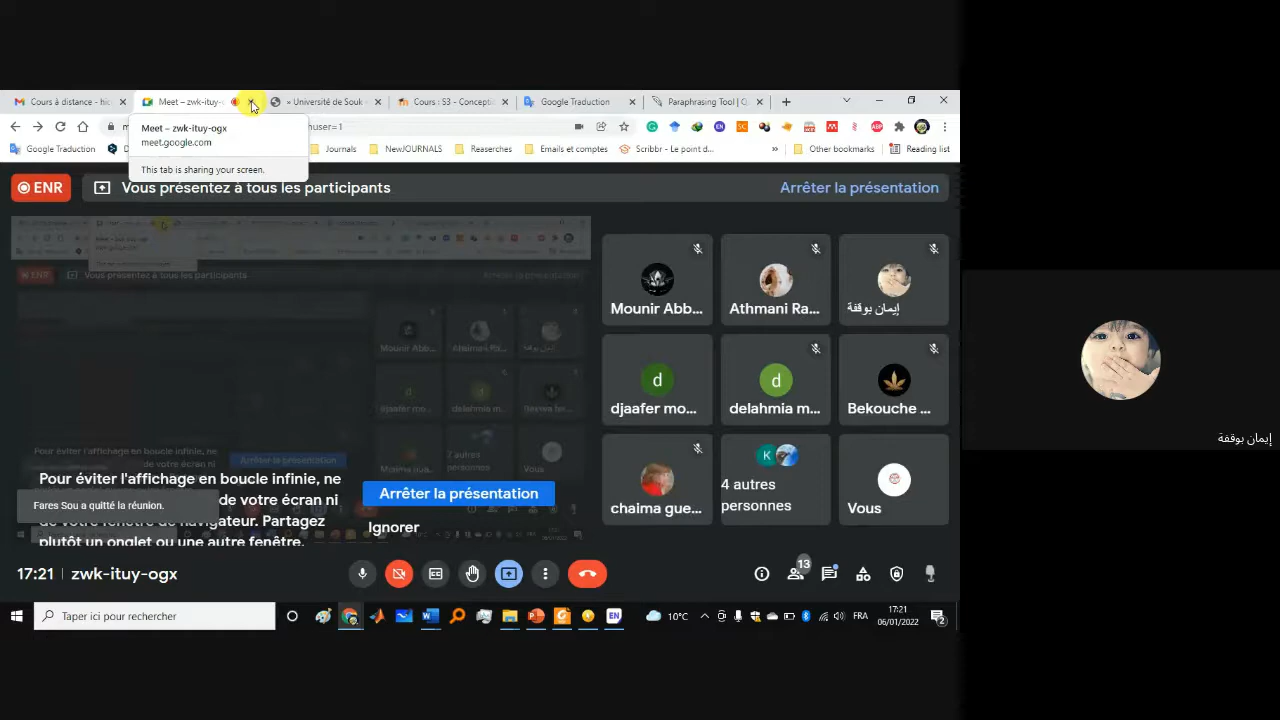 Cours à distance - hic
Meet – zwk-ituy-
» Université de Souk
Cours : S3 - Concepti
Google Traduction
Paraphrasing Tool | Q
user=1
Meet – zwk-ituy-ogx
meet.google.com
This tab is sharing your screen.
Google Traduction
Journals
NewJOURNALS
Reaserches
Emails et comptes
Scribbr - Le point d...
»
Other bookmarks
Reading list
ENR
Vous présentez à tous les participants
Arrêter la présentation
Mounir Abb...
Athmani Ra...
إيمان بوقفة
djaafer mo...
delahmia m...
Bekouche ...
chaima gue...
K
4 autres
personnes
Vous
d
d
Pour éviter l'affichage en boucle infinie, ne
de votre écran ni
de votre fenêtre de navigateur. Partagez
plutôt un onglet ou une autre fenêtre.
Fares Sou a quitté la réunion.
Arrêter la présentation
Ignorer
17:21 | zwk-ituy-ogx
13
Taper ici pour rechercher
10°C
FRA
17:21
06/01/2022
2
EN
إيمان بوقفة